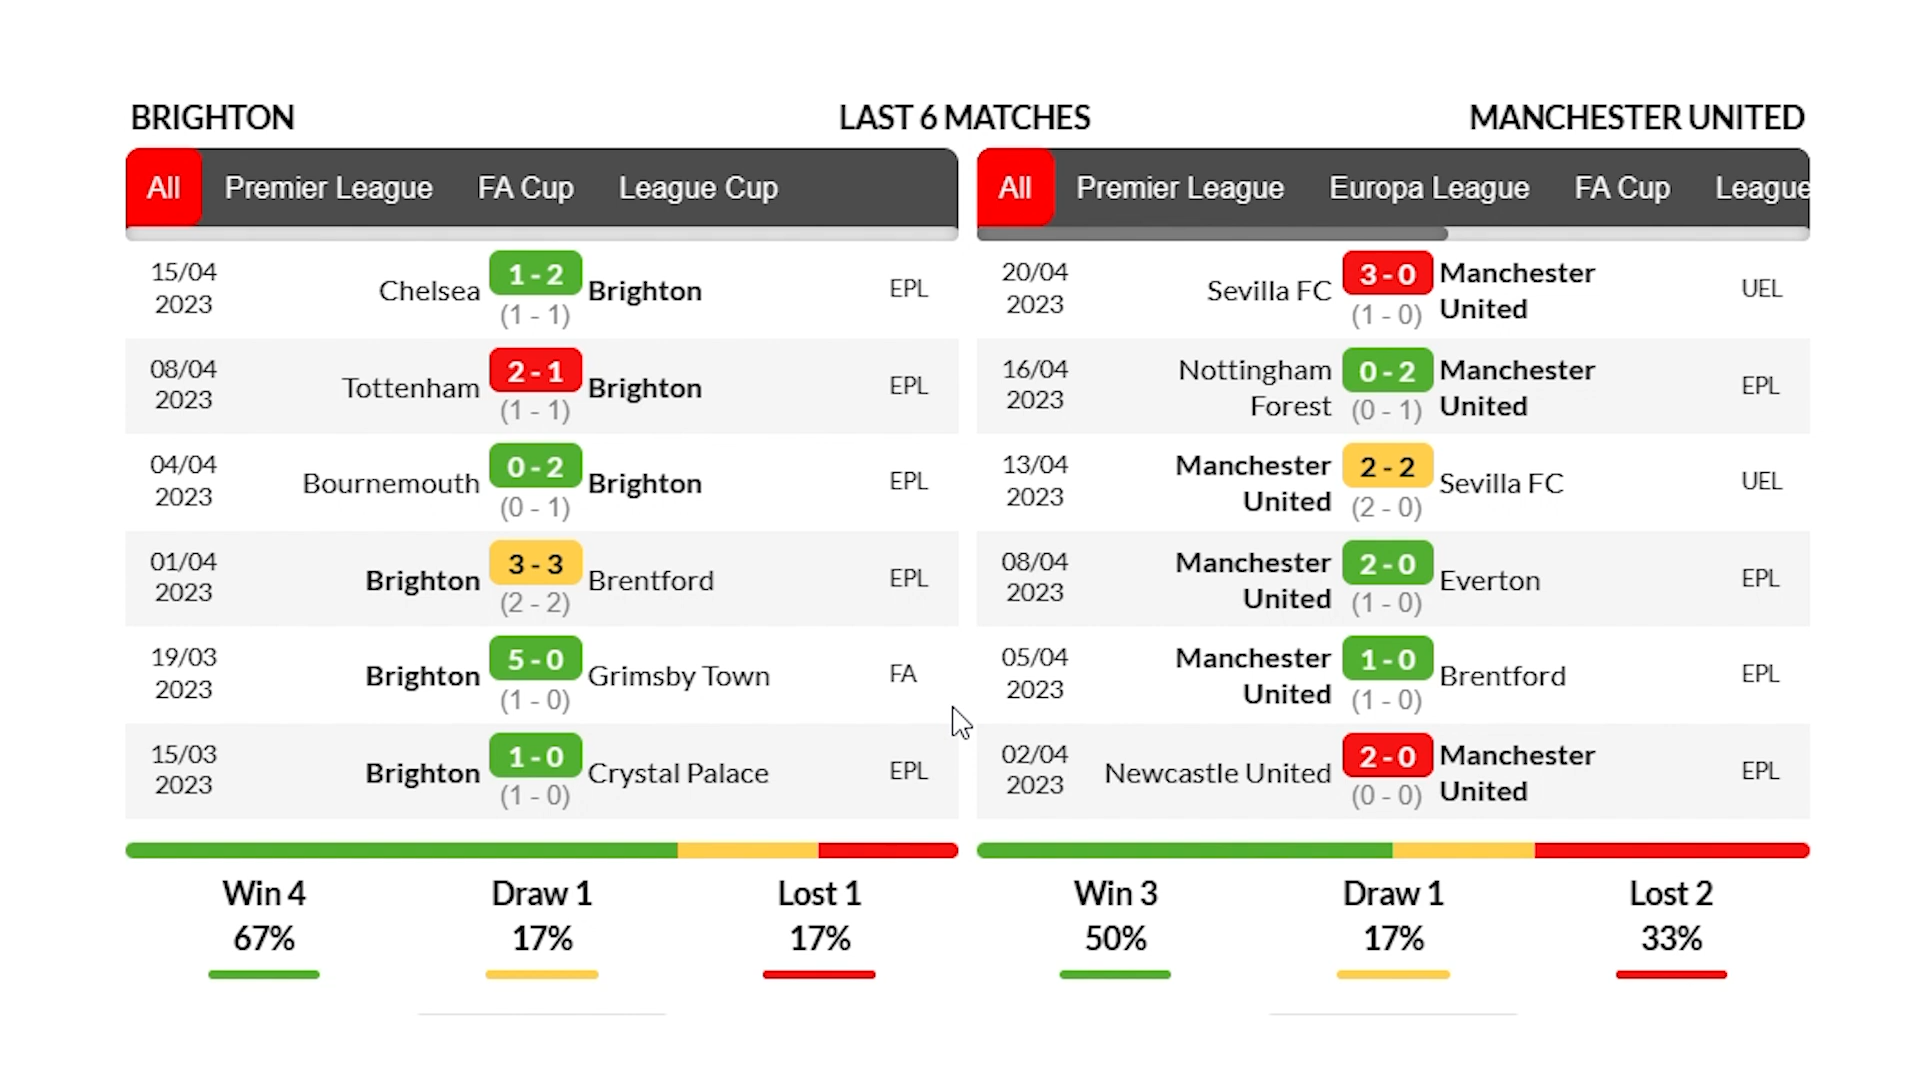 BRIGHTON LAST 6 MATCHES MANCHESTER UNITED
All Premier League FA Cup League Cup
15/04 2023 Chelsea 1 - 2 (1 - 1) Brighton EPL
08/04 2023 Tottenham 2 - 1 (1 - 1) Brighton EPL
04/04 2023 Bournemouth 0 - 2 (0 - 1) Brighton EPL
01/04 2023 Brighton 3 - 3 (2 - 2) Brentford EPL
19/03 2023 Brighton 5 - 0 (1 - 0) Grimsby Town FA
15/03 2023 Brighton 1 - 0 (1 - 0) Crystal Palace EPL
Win 4 Draw 1 Lost 1
67% 17% 17%
All Premier League Europa League FA Cup League
20/04 2023 Sevilla FC 3 - 0 (1 - 0) Manchester United UEL
16/04 2023 Nottingham Forest 0 - 2 (0 - 1) Manchester United EPL
13/04 2023 Manchester United 2 - 2 (2 - 0) Sevilla FC UEL
08/04 2023 Manchester United 2 - 0 (1 - 0) Everton EPL
05/04 2023 Manchester United 1 - 0 (1 - 0) Brentford EPL
02/04 2023 Newcastle United 2 - 0 (0 - 0) Manchester United EPL
Win 3 Draw 1 Lost 2
50% 17% 33%